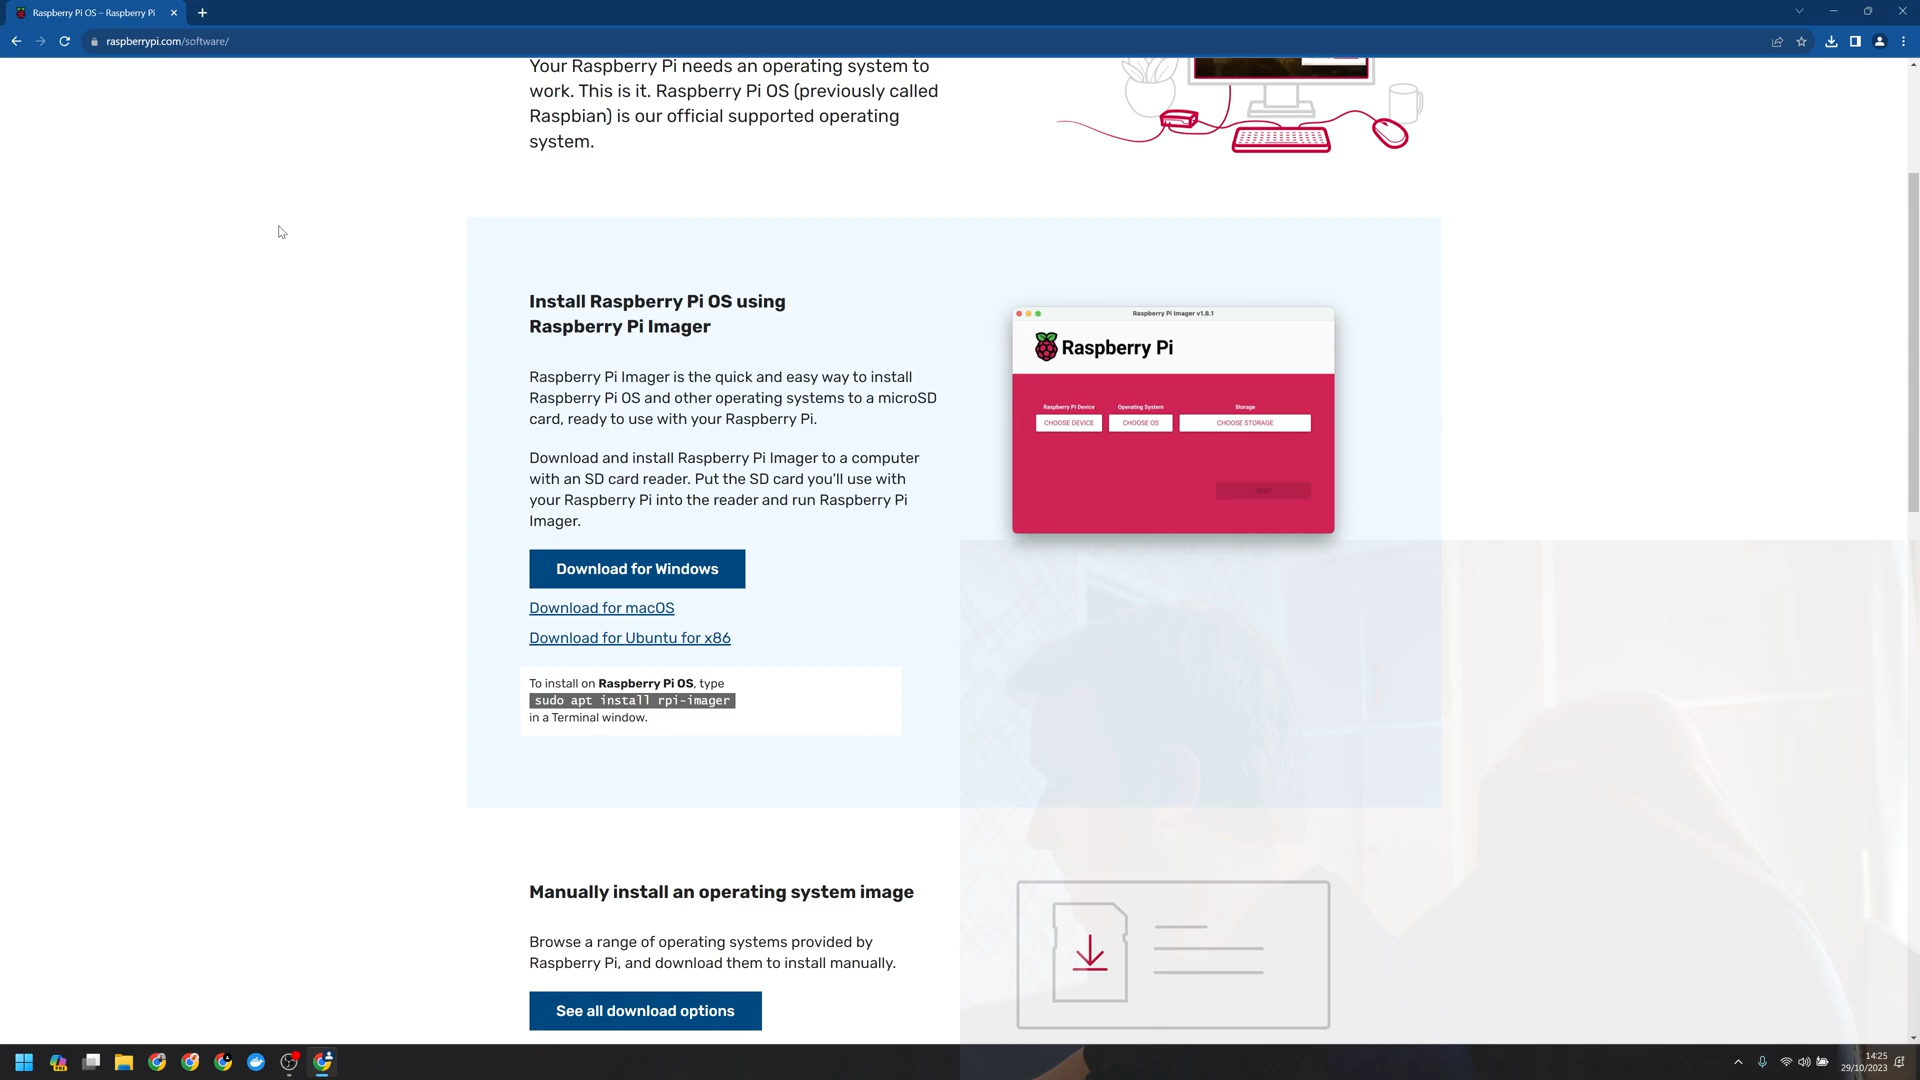 Raspberry Pi OS – Raspberry Pi
raspberrypi.com/software/
Your Raspberry Pi needs an operating system to
work. This is it. Raspberry Pi OS (previously called
Raspbian) is our official supported operating
system.
Install Raspberry Pi OS using
Raspberry Pi Imager
Raspberry Pi Imager is the quick and easy way to install
Raspberry Pi OS and other operating systems to a microSD
card, ready to use with your Raspberry Pi.
Download and install Raspberry Pi Imager to a computer
with an SD card reader. Put the SD card you'll use with
your Raspberry Pi into the reader and run Raspberry Pi
Imager.
Download for Windows
Download for macOS
Download for Ubuntu for x86
To install on Raspberry Pi OS, type
sudo apt install rpi-imager
in a Terminal window.
Raspberry Pi Imager v1.8.1
Raspberry Pi
Raspberry Pi Device Operating System Storage
CHOOSE DEVICE CHOOSE OS CHOOSE STORAGE
NEXT
Manually install an operating system image
Browse a range of operating systems provided by
Raspberry Pi, and download them to install manually.
See all download options
PRE
14:25
29/10/2023